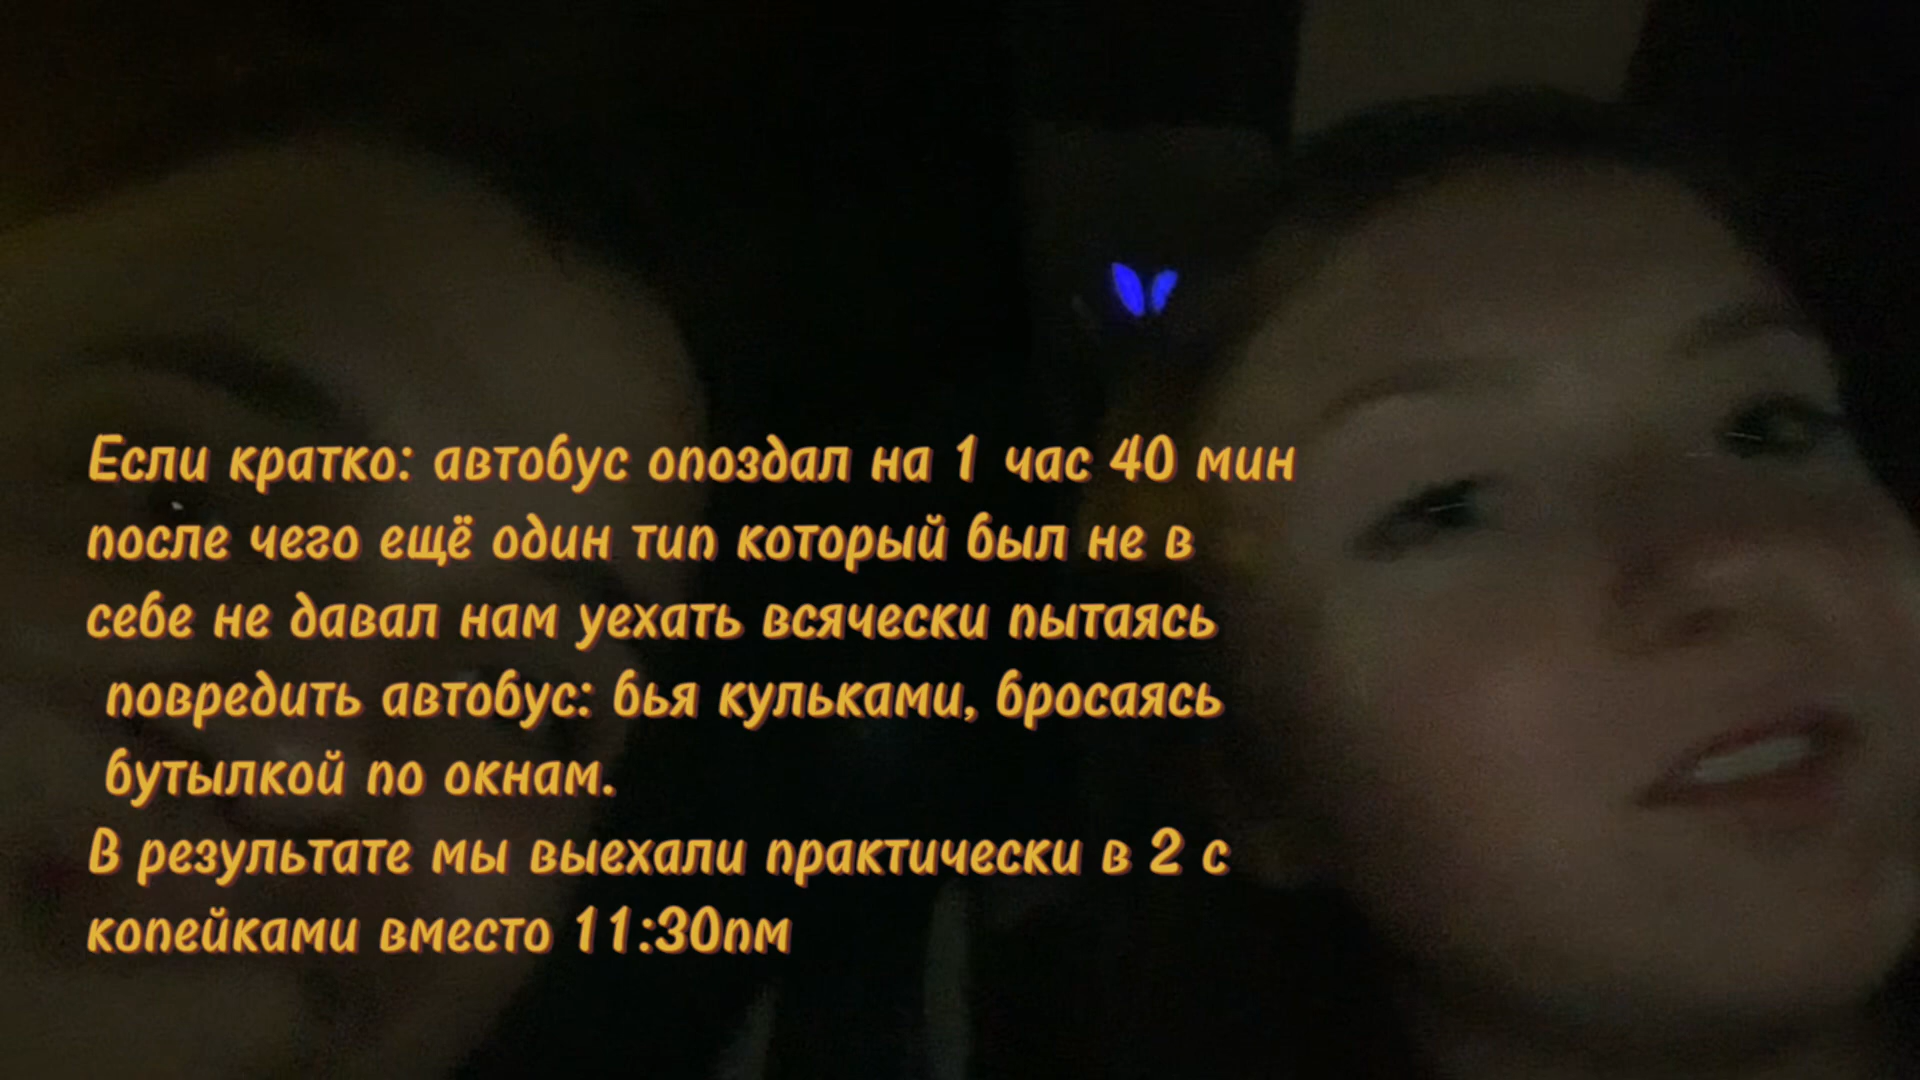 Если кратко: автобус опоздал на 1 час 40 мин
после чего ещё один тип который был не в
себе не давал нам уехать всячески пытаясь
повредить автобус: бья кульками, бросаясь
бутылкой по окнам.
В результате мы выехали практически в 2 с
копейками вместо 11:30пм